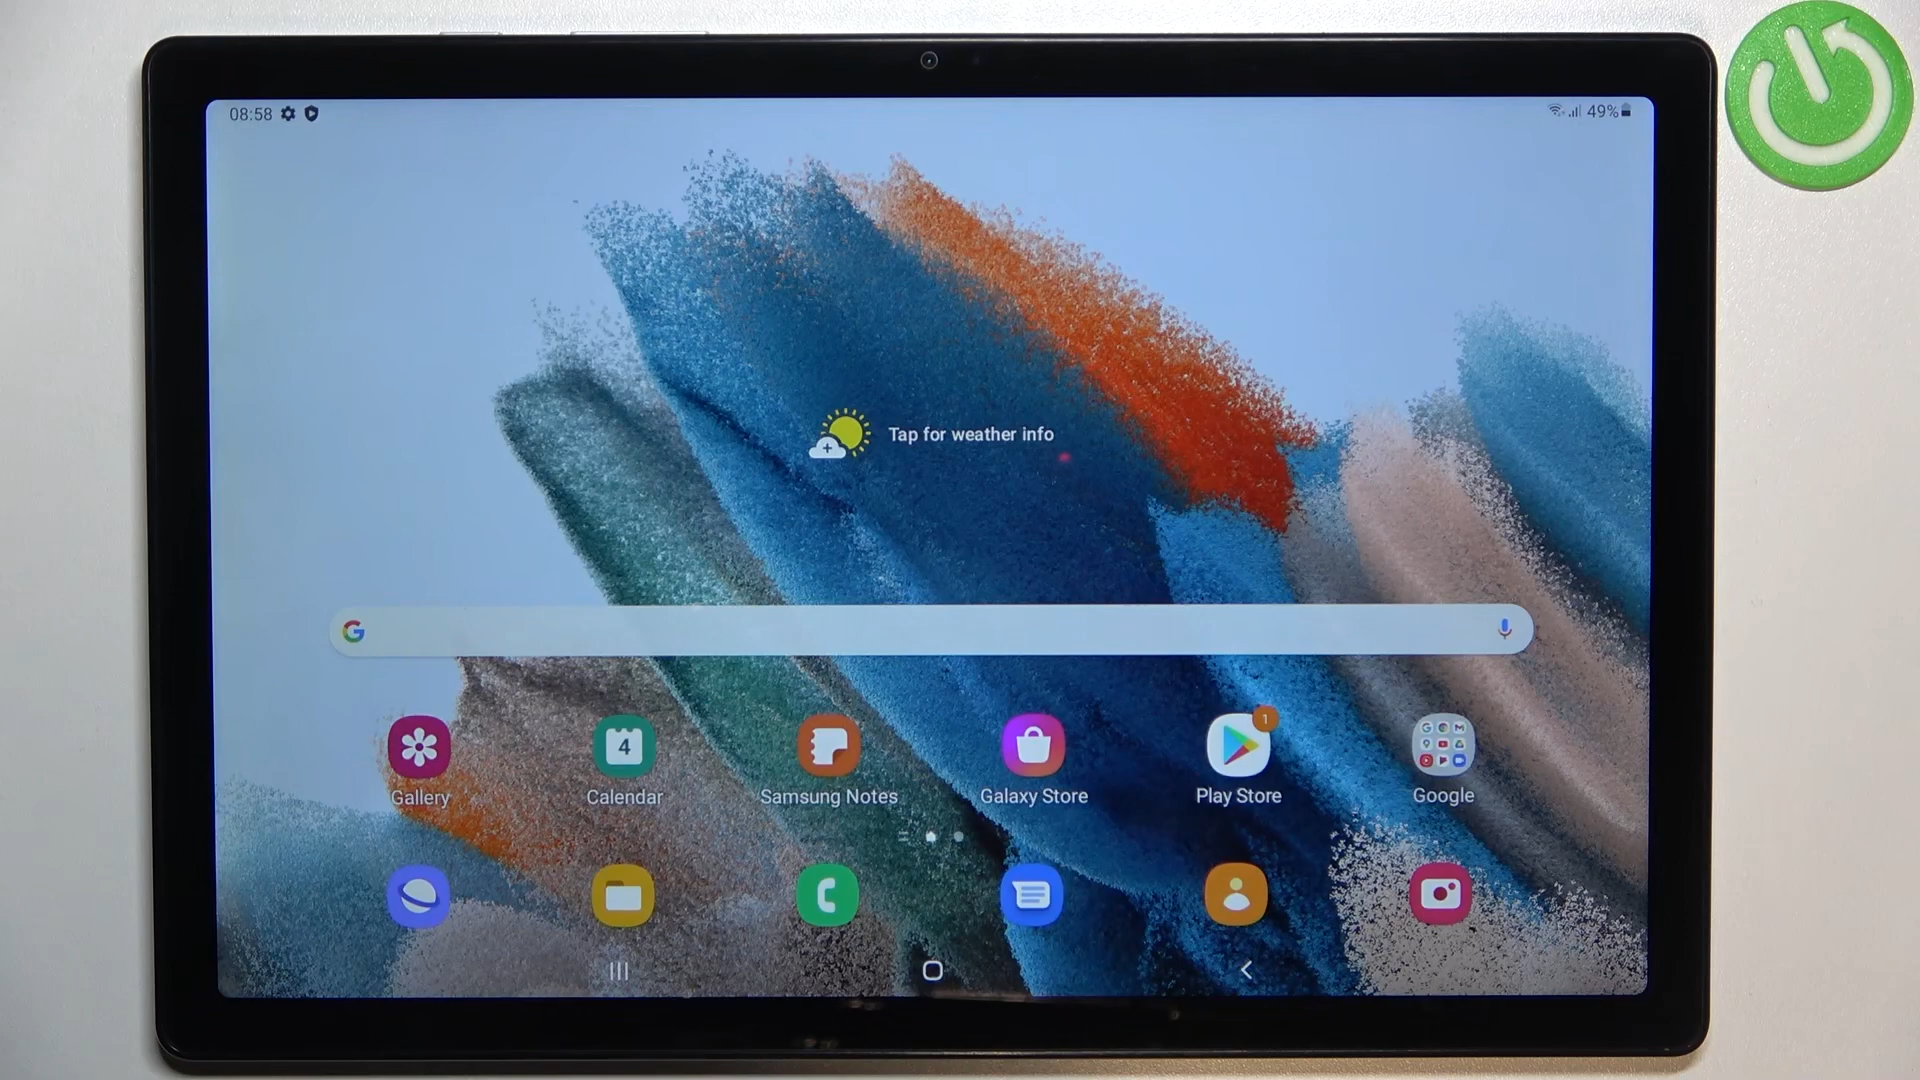 08:58
49%
Tap for weather info
G
4
1
Gallery
Calendar
Samsung Notes
Galaxy Store
Play Store
Google